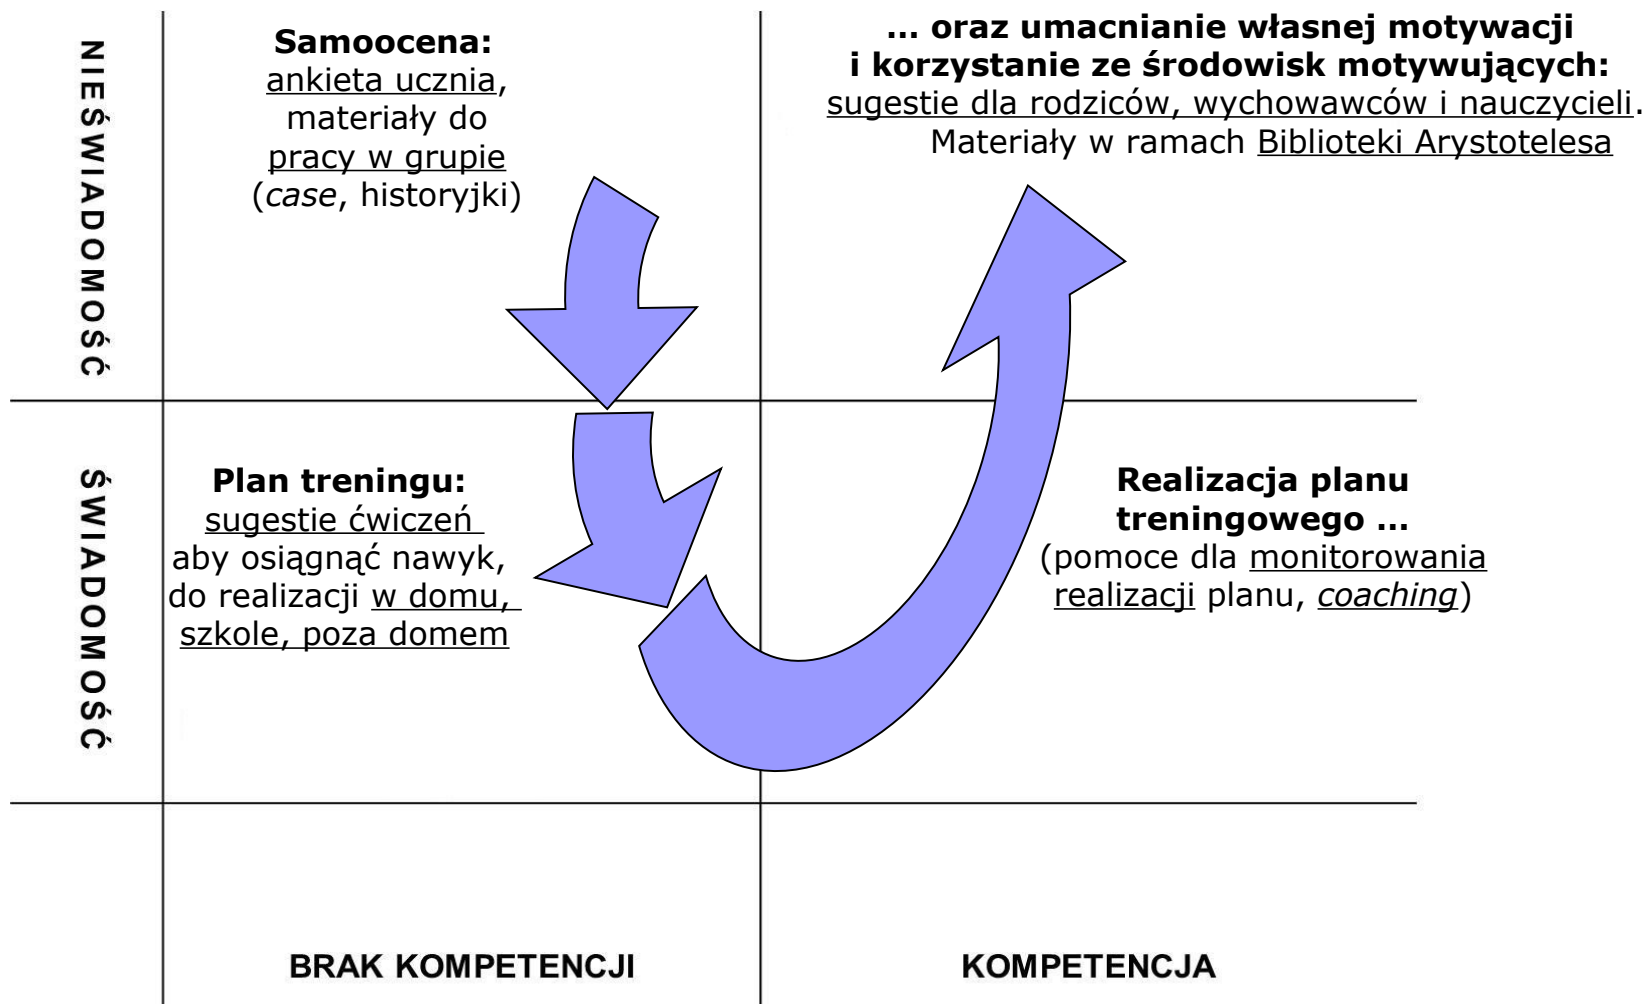 NIEŚWIADOMOŚĆ
Samoocena:
ankieta ucznia,
materiały do
pracy w grupie
(case, historyjki)
... oraz umacnianie własnej motywacji
i korzystanie ze środowisk motywujących:
sugestie dla rodziców, wychowawców i nauczycieli.
Materiały w ramach Biblioteki Arystotelesa
ŚWIADOMOŚĆ
Plan treningu:
sugestie ćwiczeń
aby osiągnąć nawyk,
do realizacji w domu,
szkole, poza domem
Realizacja planu
treningowego ...
(pomoce dla monitorowania
realizacji planu, coaching)
BRAK KOMPETENCJI
KOMPETENCJA